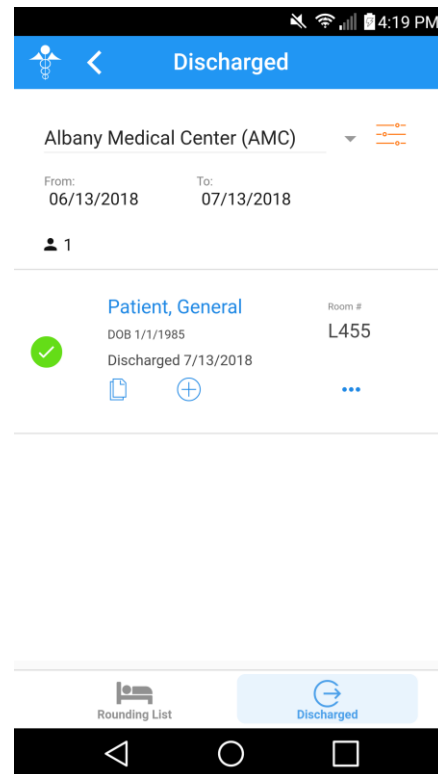 4:19 PM
Discharged
Albany Medical Center (AMC)
From: To:
06/13/2018 07/13/2018
1
Patient, General Room #
DOB 1/1/1985 L455
Discharged 7/13/2018
Rounding List Discharged